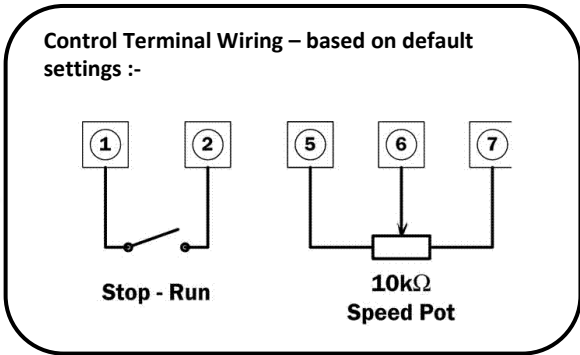 Control Terminal Wiring – based on default
settings :-
1 2 5 6 7
Stop - Run
10kΩ
Speed Pot